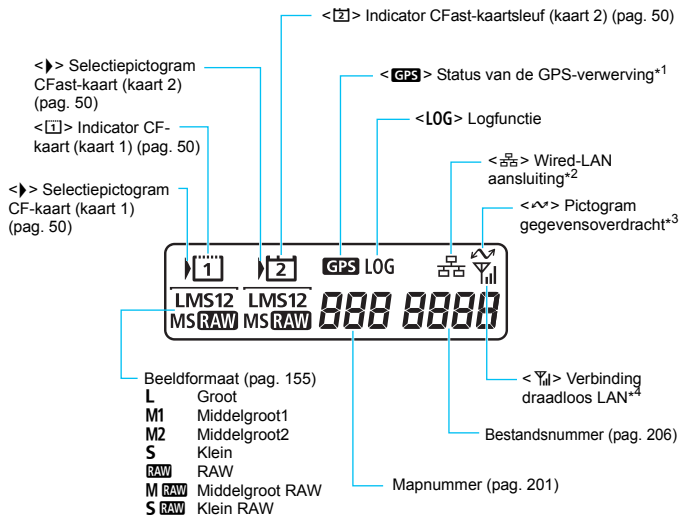 <2> Indicator CFast-kaartsleuf (kaart 2) (pag. 50)
<> Selectiepictogram
CFast-kaart (kaart 2)
(pag. 50)
<GPS> Status van de GPS-verwerving*1
<1> Indicator CF-
kaart (kaart 1) (pag. 50)
<LOG> Logfunctie
<> Wired-LAN
aansluiting*2
<> Selectiepictogram
CF-kaart (kaart 1)
(pag. 50)
<> Pictogram
gegevensoverdracht*3
1 2 GPS LOG
LMS12 LMS12
MS RAW MS RAW 888 8888
Beeldformaat (pag. 155)
L Groot
M1 Middelgroot1
M2 Middelgroot2
S Klein
RAW RAW
M RAW Middelgroot RAW
S RAW Klein RAW
<> Verbinding
draadloos LAN*4
Bestandsnummer (pag. 206)
Mapnummer (pag. 201)